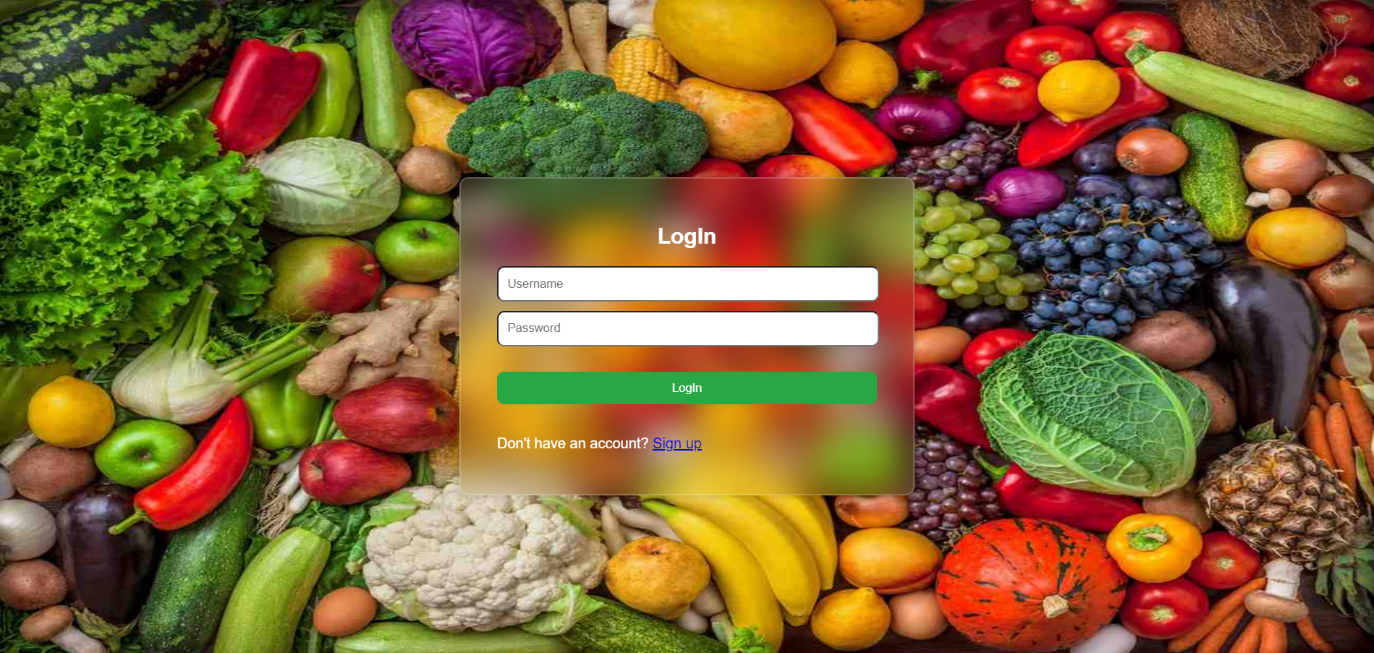 LogIn
Username
Password
LogIn
Don't have an account? Sign up